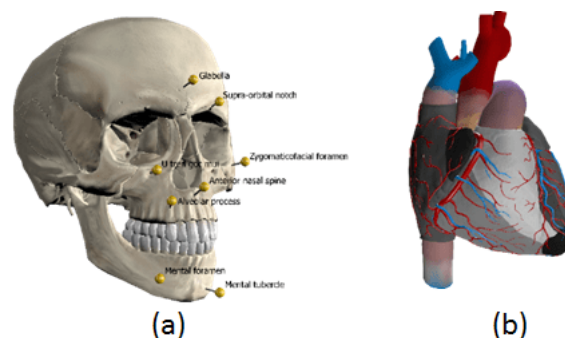 Glabella
Supra-orbital notch
Zygomaticofacial foramen
Anterior nasal spine
Alveolar process
Mental foramen
Mental tubercle
(a)
(b)